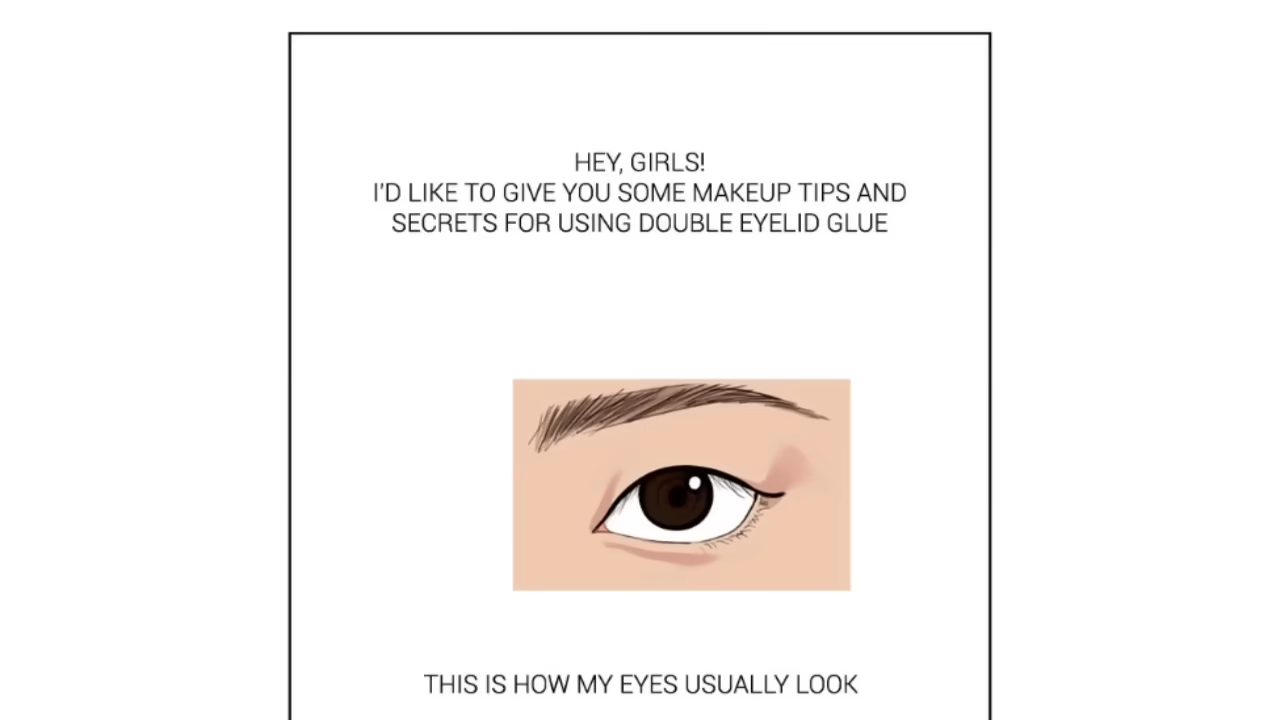 HEY, GIRLS!
I'D LIKE TO GIVE YOU SOME MAKEUP TIPS AND
SECRETS FOR USING DOUBLE EYELID GLUE
THIS IS HOW MY EYES USUALLY LOOK